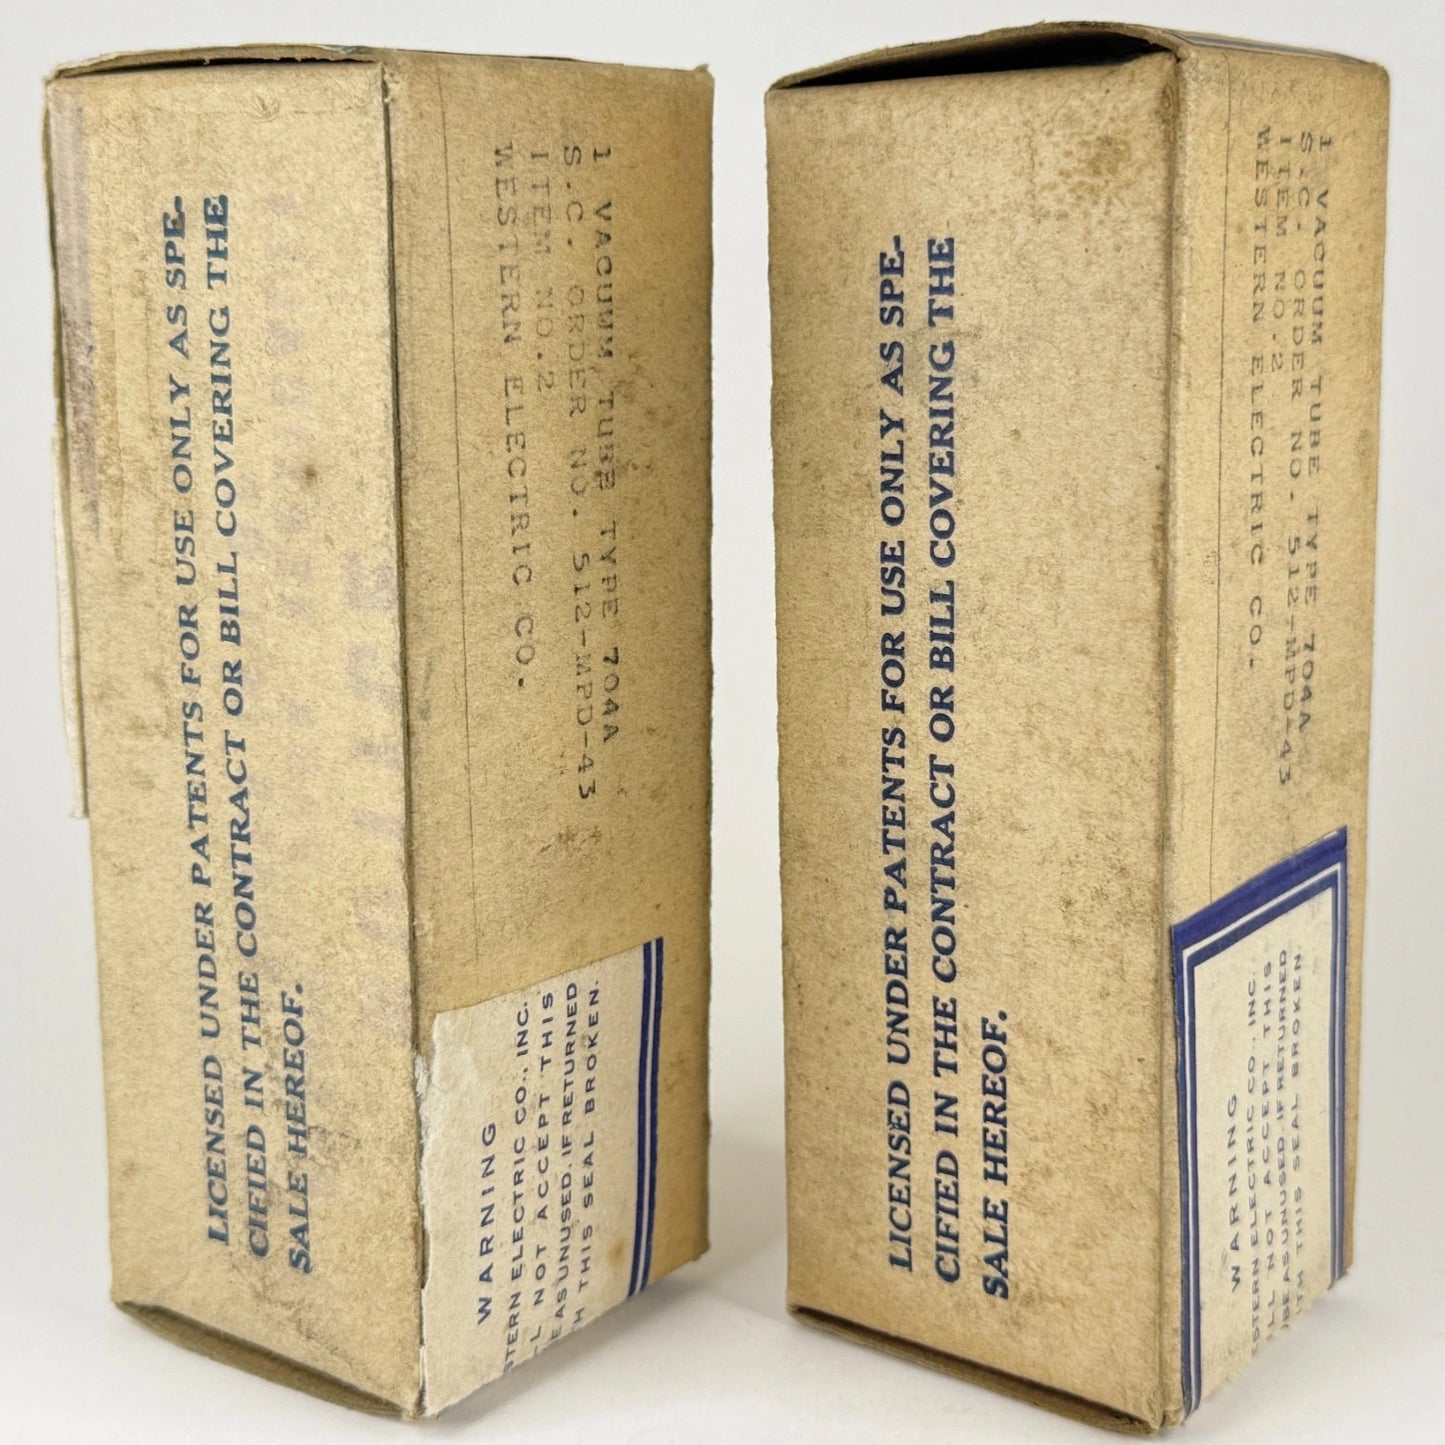 LICENSED UNDER PATENTS FOR USE ONLY AS SPE-
CIFIED IN THE CONTRACT OR BILL COVERING THE
SALE HEREOF.
1 VACUUM TUBE TYPE 704A
S.C. ORDER NO. 512-MPD-43
ITEM NO.2
WESTERN ELECTRIC CO.
WARNING
STERN ELECTRIC CO., INC.
L NOT ACCEPT THIS
E AS UNUSED, IF RETURNED
H THIS SEAL BROKEN.
LICENSED UNDER PATENTS FOR USE ONLY AS SPE-
CIFIED IN THE CONTRACT OR BILL COVERING THE
SALE HEREOF.
1 VACUUM TUBE TYPE 704A
S.C. ORDER NO. 512-MPD-43
ITEM NO.2
WESTERN ELECTRIC CO.
WARNING
STERN ELECTRIC CO., INC.
LL NOT ACCEPT THIS
BE AS UNUSED, IF RETURNED
ITH THIS SEAL BROKEN.